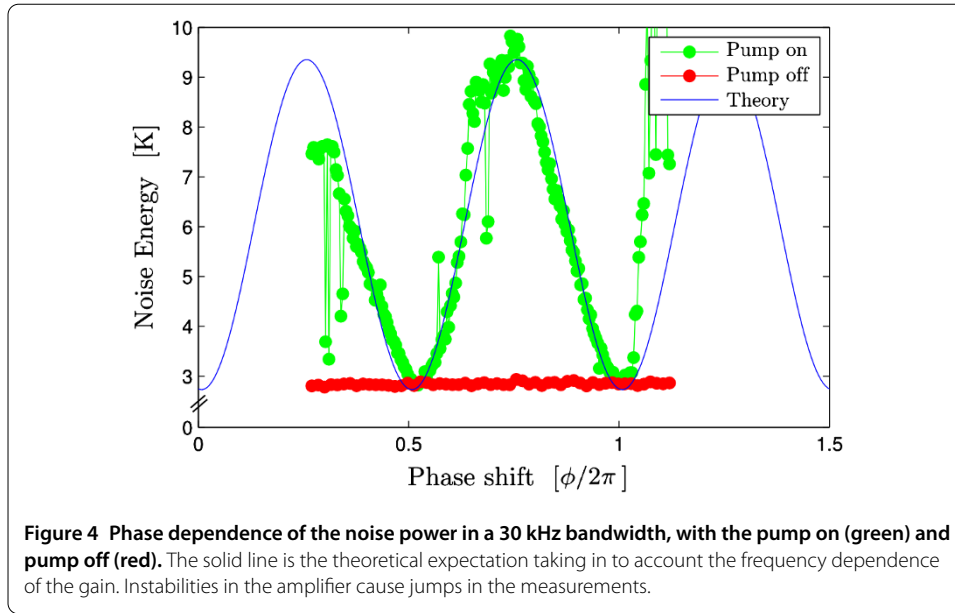 10
9
8
7
6
5
4
3
0
Noise Energy [K]
Pump on
Pump off
Theory
0 0.5 1 1.5
Phase shift [ϕ/2π]
Figure 4 Phase dependence of the noise power in a 30 kHz bandwidth, with the pump on (green) and
pump off (red). The solid line is the theoretical expectation taking in to account the frequency dependence
of the gain. Instabilities in the amplifier cause jumps in the measurements.